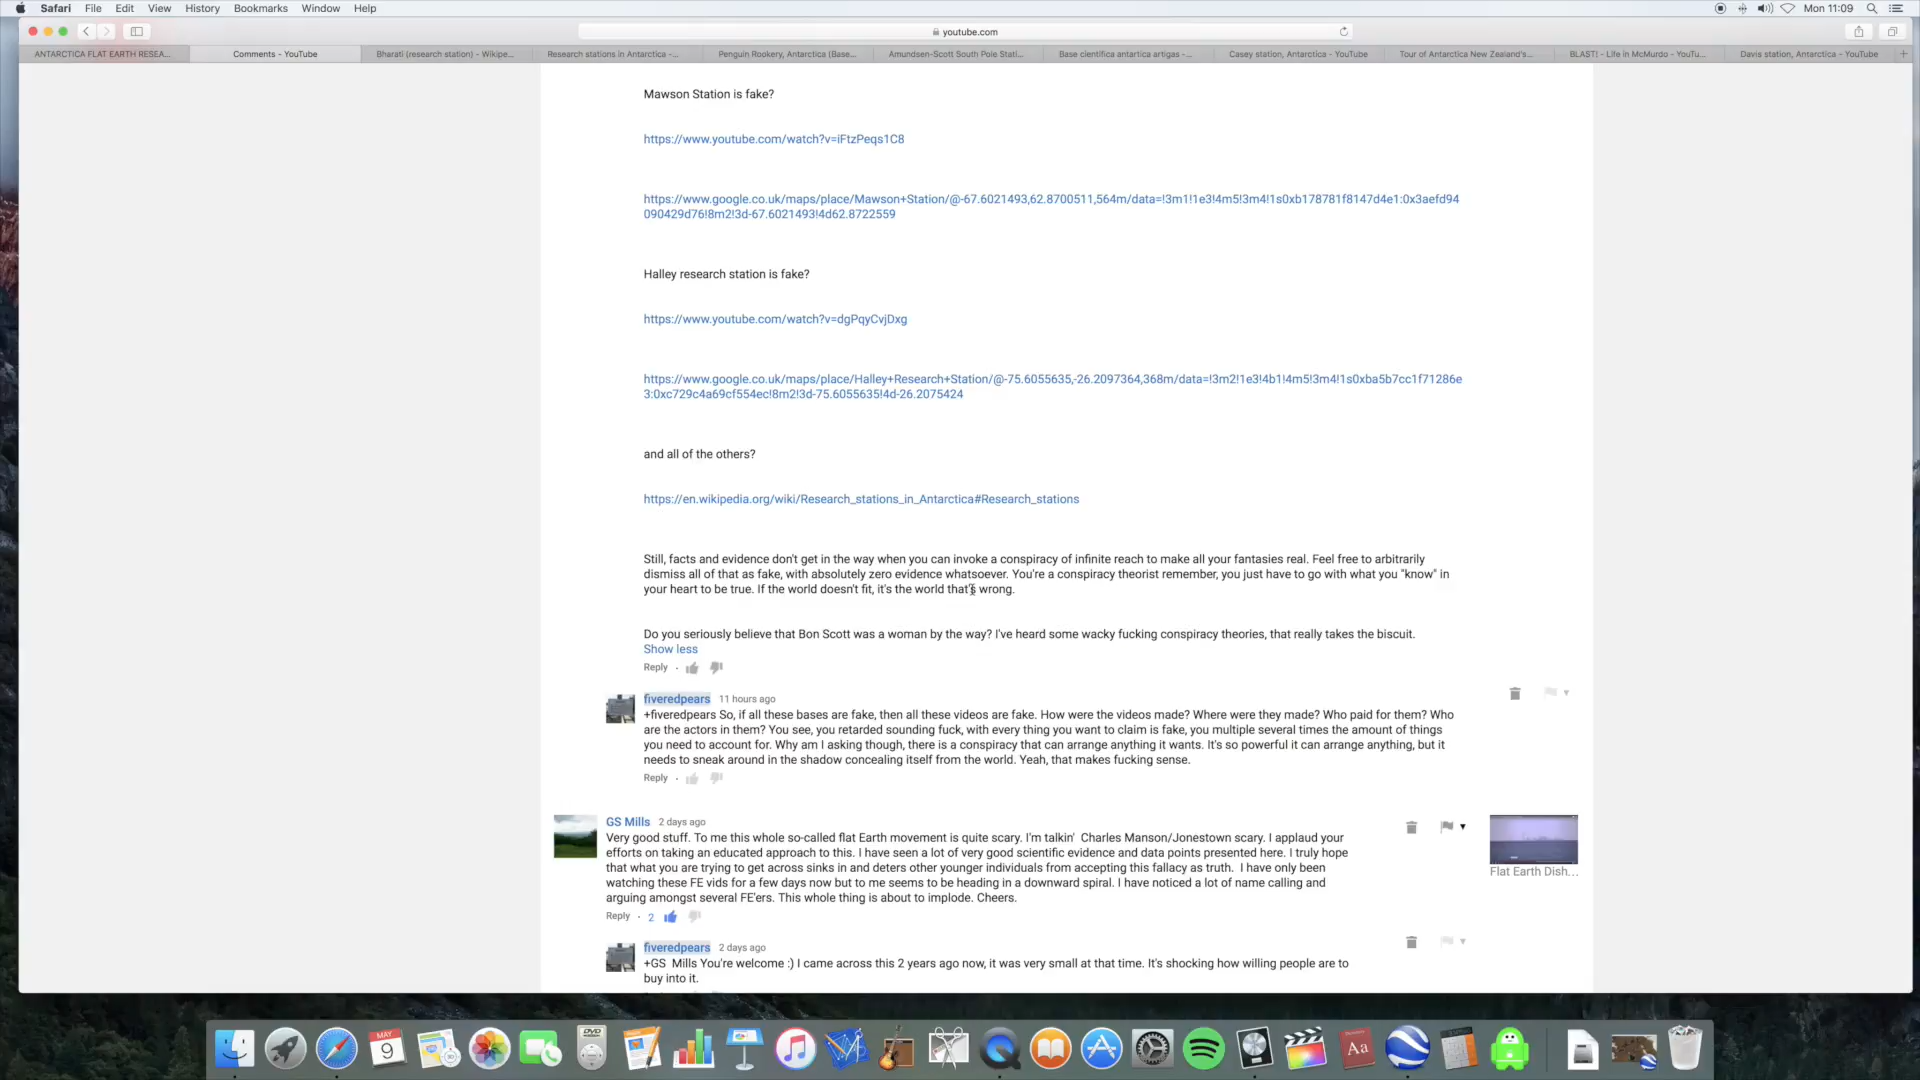 Safari File Edit View History Bookmarks Window Help Mon 11:09
youtube.com
ANTARCTICA FLAT EARTH RESEA... Comments - YouTube Bharati (research station) - Wikipe... Research stations in Antarctica -... Penguin Rookery, Antarctica (Base... Amundsen-Scott South Pole Stati... Base cientifica antartica artigas -... Casey station, Antarctica - YouTube Tour of Antarctica New Zealand's... BLAST! - Life in McMurdo - YouTu... Davis station, Antarctica - YouTube
Mawson Station is fake?
https://www.youtube.com/watch?v=iFtzPeqs1C8
https://www.google.co.uk/maps/place/Mawson+Station/@-67.6021493,62.8700511,564m/data=!3m1!1e3!4m5!3m4!1s0xb178781f8147d4e1:0x3aefd94
090429d76!8m2!3d-67.6021493!4d62.8722559
Halley research station is fake?
https://www.youtube.com/watch?v=dgPqyCvjDxg
https://www.google.co.uk/maps/place/Halley+Research+Station/@-75.6055635,-26.2097364,368m/data=!3m2!1e3!4b1!4m5!3m4!1s0xba5b7cc1f71286e
3:0xc729c4a69cf554ec!8m2!3d-75.6055635!4d-26.2075424
and all of the others?
https://en.wikipedia.org/wiki/Research_stations_in_Antarctica#Research_stations
Still, facts and evidence don't get in the way when you can invoke a conspiracy of infinite reach to make all your fantasies real. Feel free to arbitrarily
dismiss all of that as fake, with absolutely zero evidence whatsoever. You're a conspiracy theorist remember, you just have to go with what you "know" in
your heart to be true. If the world doesn't fit, it's the world that's wrong.
Do you seriously believe that Bon Scott was a woman by the way? I've heard some wacky fucking conspiracy theories, that really takes the biscuit.
Show less
Reply ·
fiveredpears 11 hours ago
+fiveredpears So, if all these bases are fake, then all these videos are fake. How were the videos made? Where were they made? Who paid for them? Who
are the actors in them? You see, you retarded sounding fuck, with every thing you want to claim is fake, you multiple several times the amount of things
you need to account for. Why am I asking though, there is a conspiracy that can arrange anything it wants. It's so powerful it can arrange anything, but it
needs to sneak around in the shadow concealing itself from the world. Yeah, that makes fucking sense.
Reply ·
GS Mills 2 days ago
Very good stuff. To me this whole so-called flat Earth movement is quite scary. I'm talkin' Charles Manson/Jonestown scary. I applaud your
efforts on taking an educated approach to this. I have seen a lot of very good scientific evidence and data points presented here. I truly hope
that what you are trying to get across sinks in and deters other younger individuals from accepting this fallacy as truth. I have only been
watching these FE vids for a few days now but to me seems to be heading in a downward spiral. I have noticed a lot of name calling and
arguing amongst several FE'ers. This whole thing is about to implode. Cheers.
Flat Earth Dish...
Reply · 2
fiveredpears 2 days ago
+GS Mills You're welcome :) I came across this 2 years ago now, it was very small at that time. It's shocking how willing people are to
buy into it.
MAY
9
DVD
Aa